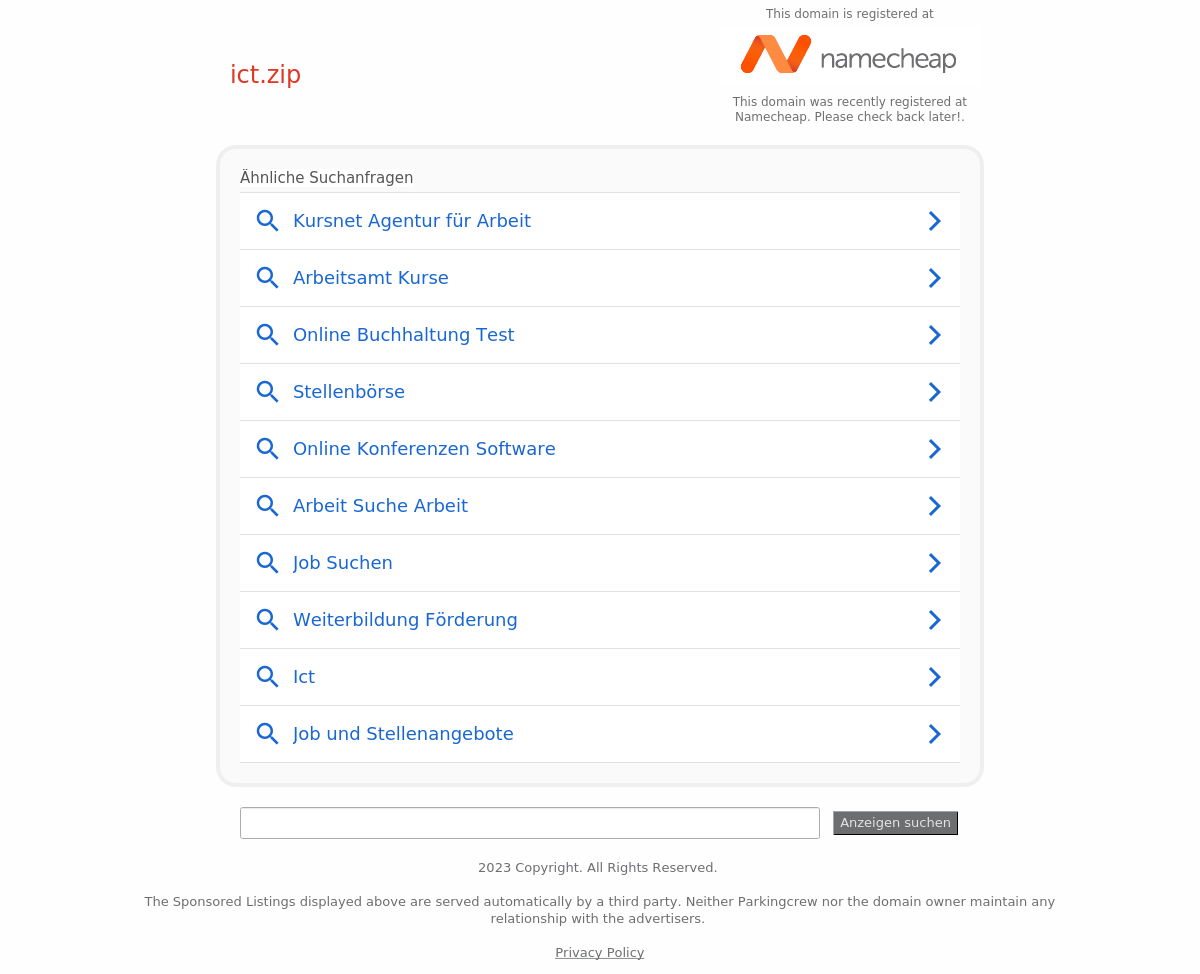 This domain is registered at
namecheap
ict.zip
This domain was recently registered at
Namecheap. Please check back later!.
Ähnliche Suchanfragen
Kursnet Agentur für Arbeit
Arbeitsamt Kurse
Online Buchhaltung Test
Stellenbörse
Online Konferenzen Software
Arbeit Suche Arbeit
Job Suchen
Weiterbildung Förderung
Ict
Job und Stellenangebote
Anzeigen suchen
2023 Copyright. All Rights Reserved.
The Sponsored Listings displayed above are served automatically by a third party. Neither Parkingcrew nor the domain owner maintain any
relationship with the advertisers.
Privacy Policy